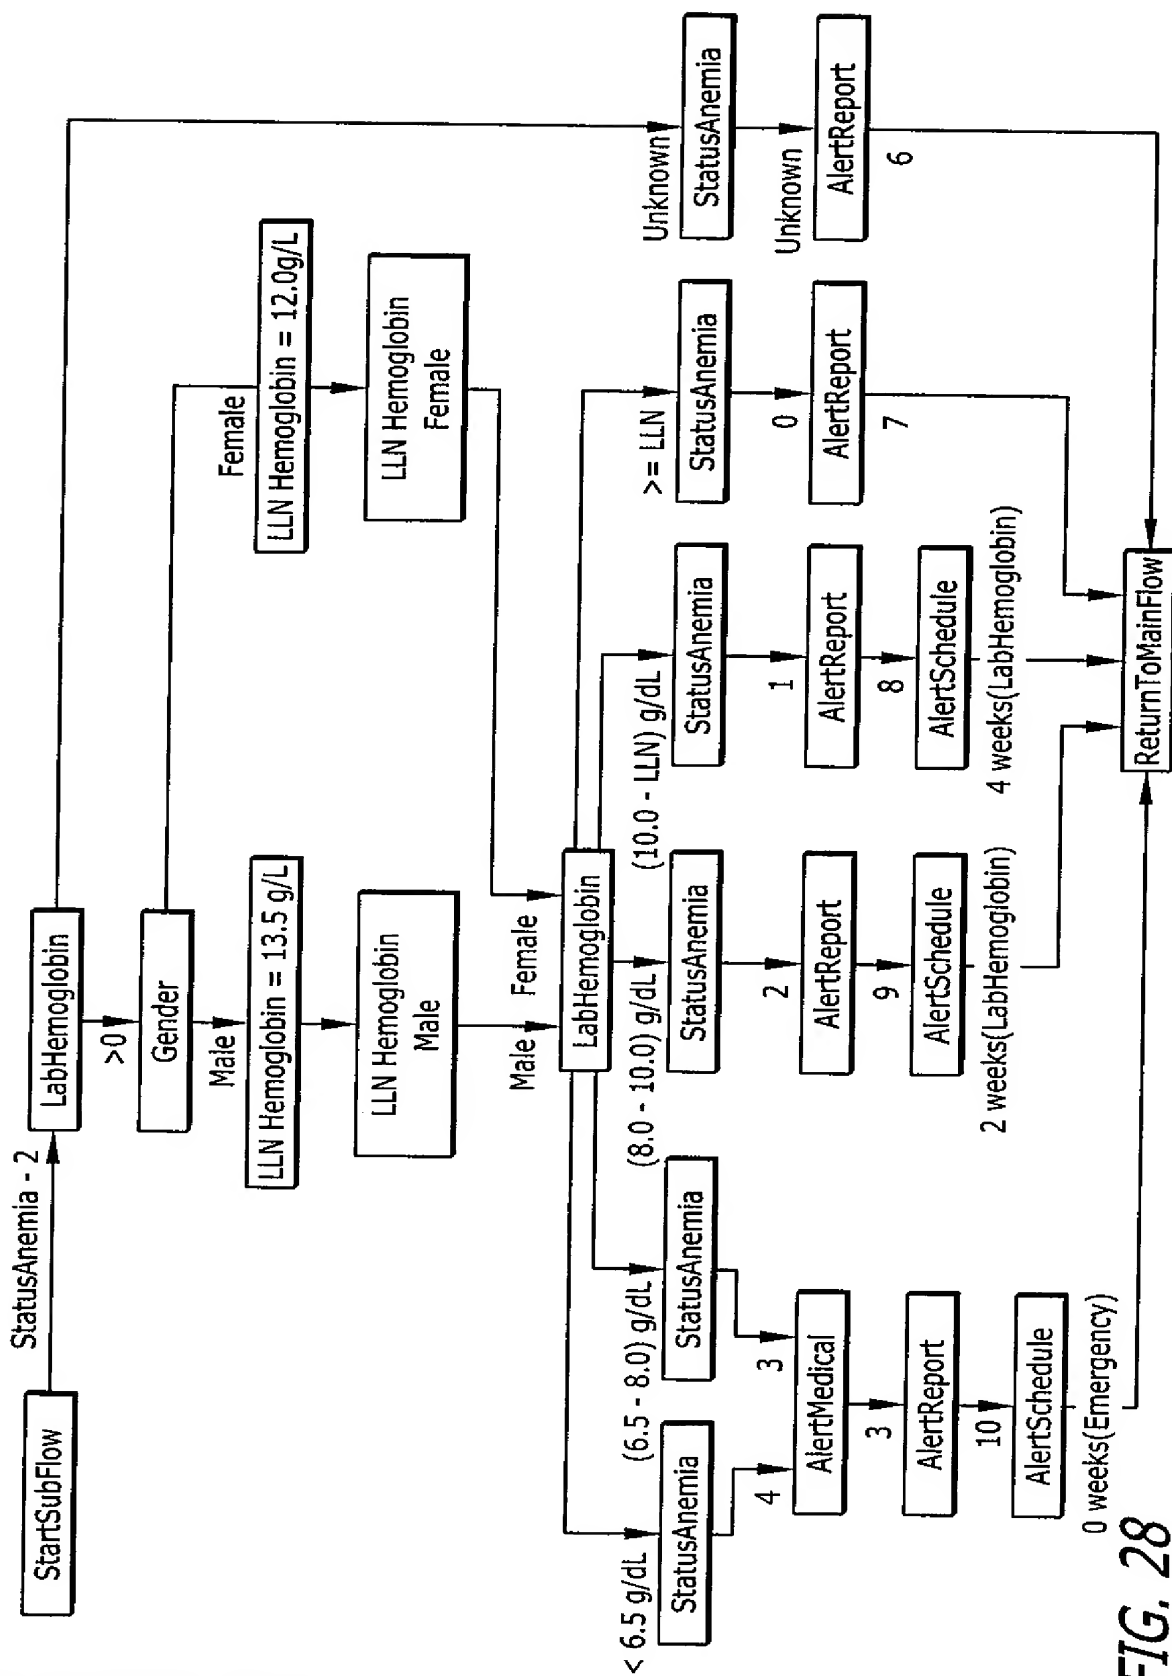 StatusAnemia - 2
StartSubFlow
LabHemoglobin
>0
Gender
Male
Female
LLN Hemoglobin = 13.5 g/L
LLN Hemoglobin = 12.0g/L
LLN Hemoglobin
Male
LLN Hemoglobin
Female
Male
Female
LabHemoglobin
< 6.5 g/dL
(6.5 - 8.0) g/dL
(8.0 - 10.0) g/dL
(10.0 - LLN) g/dL
>= LLN
Unknown
StatusAnemia
StatusAnemia
StatusAnemia
StatusAnemia
StatusAnemia
StatusAnemia
4
3
2
1
0
Unknown
AlertMedical
AlertReport
AlertReport
AlertReport
AlertReport
3
9
8
7
6
AlertReport
AlertSchedule
AlertSchedule
10
2 weeks(LabHemoglobin)
4 weeks(LabHemoglobin)
AlertSchedule
0 weeks(Emergency)
ReturnToMainFlow
FIG. 28